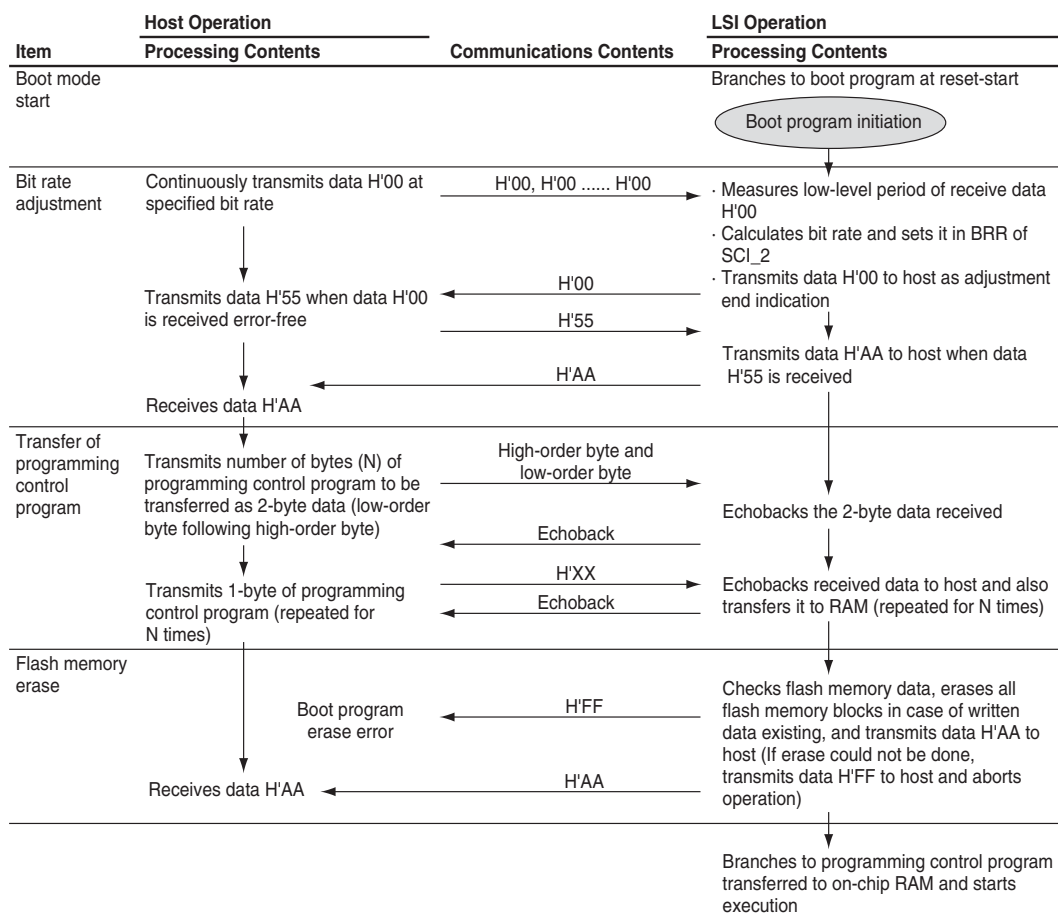 Host Operation
LSI Operation
Item
Processing Contents
Communications Contents
Processing Contents
Boot mode
start
Branches to boot program at reset-start
Boot program initiation
Bit rate
adjustment
Continuously transmits data H'00 at
specified bit rate
H'00, H'00 ...... H'00
· Measures low-level period of receive data
H'00
· Calculates bit rate and sets it in BRR of
SCI_2
· Transmits data H'00 to host as adjustment
end indication
H'00
Transmits data H'55 when data H'00
is received error-free
H'55
Transmits data H'AA to host when data
H'55 is received
H'AA
Receives data H'AA
Transfer of
programming
control
program
Transmits number of bytes (N) of
programming control program to be
transferred as 2-byte data (low-order
byte following high-order byte)
High-order byte and
low-order byte
Echobacks the 2-byte data received
Echoback
Transmits 1-byte of programming
control program (repeated for
N times)
H'XX
Echoback
Echobacks received data to host and also
transfers it to RAM (repeated for N times)
Flash memory
erase
Boot program
erase error
H'FF
Checks flash memory data, erases all
flash memory blocks in case of written
data existing, and transmits data H'AA to
host (If erase could not be done,
transmits data H'FF to host and aborts
operation)
Receives data H'AA
H'AA
Branches to programming control program
transferred to on-chip RAM and starts
execution